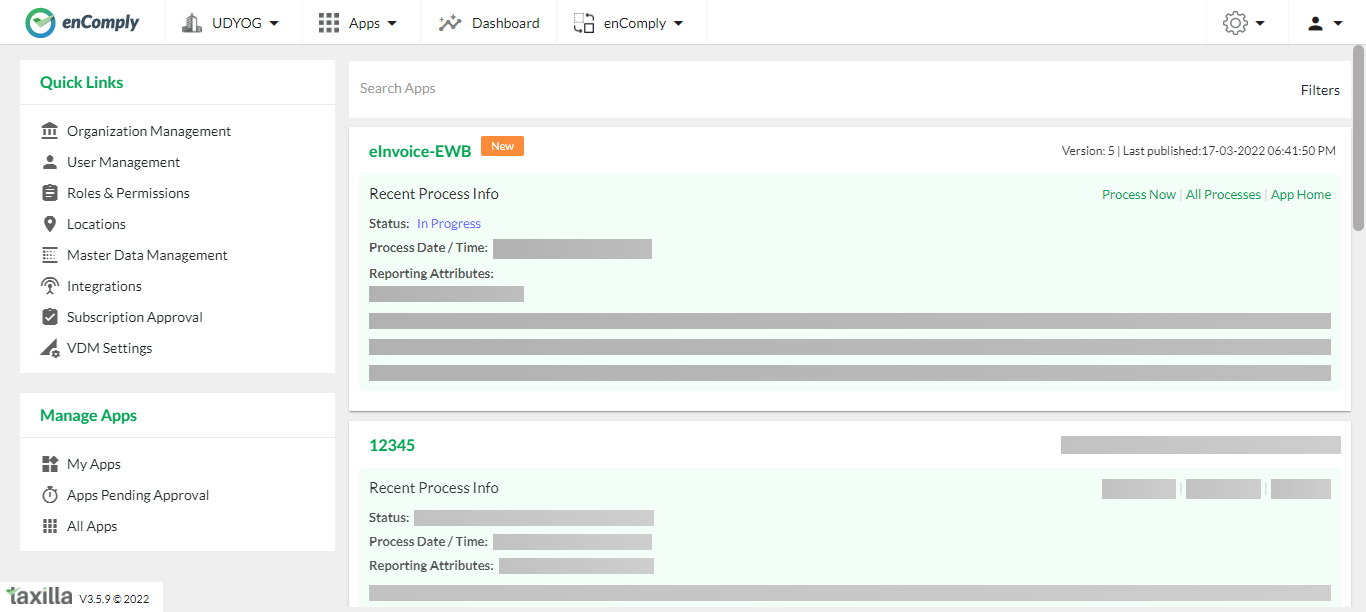 enComply UDYOG Apps Dashboard enComply
Quick Links
Organization Management
User Management
Roles & Permissions
Locations
Master Data Management
Integrations
Subscription Approval
VDM Settings
Manage Apps
My Apps
Apps Pending Approval
All Apps
Search Apps Filters
eInvoice-EWB New Version: 5 | Last published:17-03-2022 06:41:50 PM
Recent Process Info Process Now | All Processes | App Home
Status: In Progress
Process Date / Time:
Reporting Attributes:
12345
Recent Process Info
Status:
Process Date / Time:
Reporting Attributes:
taxilla V3.5.9 © 2022